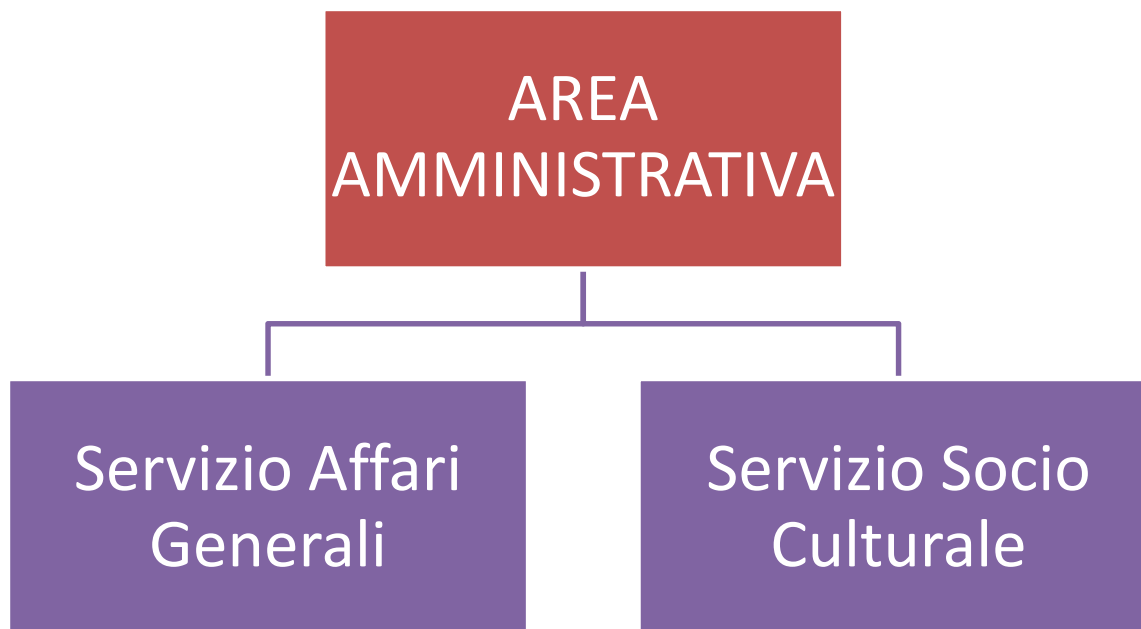 AREA
AMMINISTRATIVA
Servizio Affari
Generali
Servizio Socio
Culturale